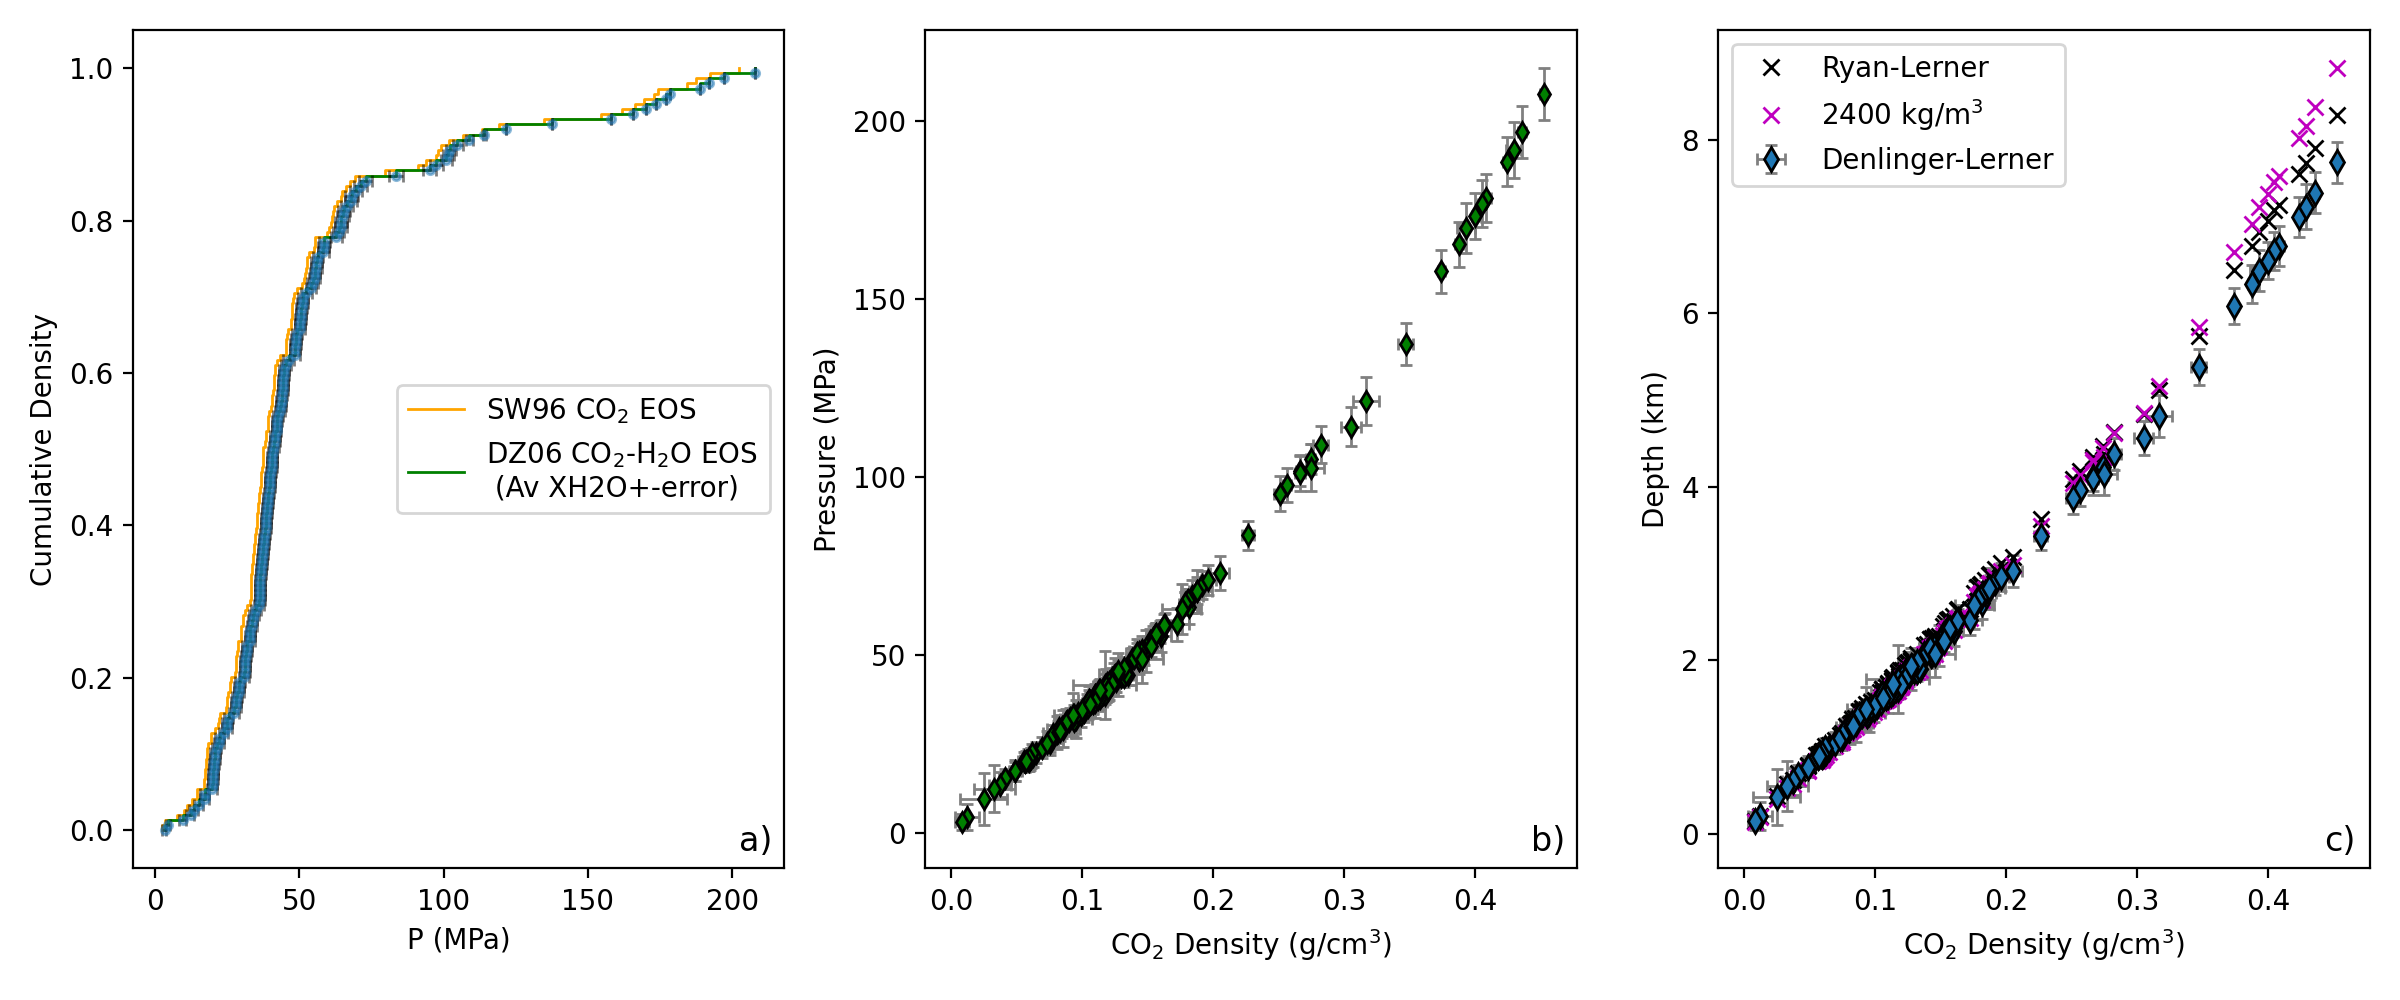 1.0
0.8
0.6
0.4
0.2
0.0
Cumulative Density
0
50
100
150
200
P (MPa)
SW96 CO₂ EOS
DZ06 CO₂-H₂O EOS
(Av XH2O+-error)
a)
200
150
100
50
0
Pressure (MPa)
0.0
0.1
0.2
0.3
0.4
CO₂ Density (g/cm³)
b)
Ryan-Lerner
2400 kg/m³
Denlinger-Lerner
8
6
4
2
0
Depth (km)
0.0
0.1
0.2
0.3
0.4
CO₂ Density (g/cm³)
c)